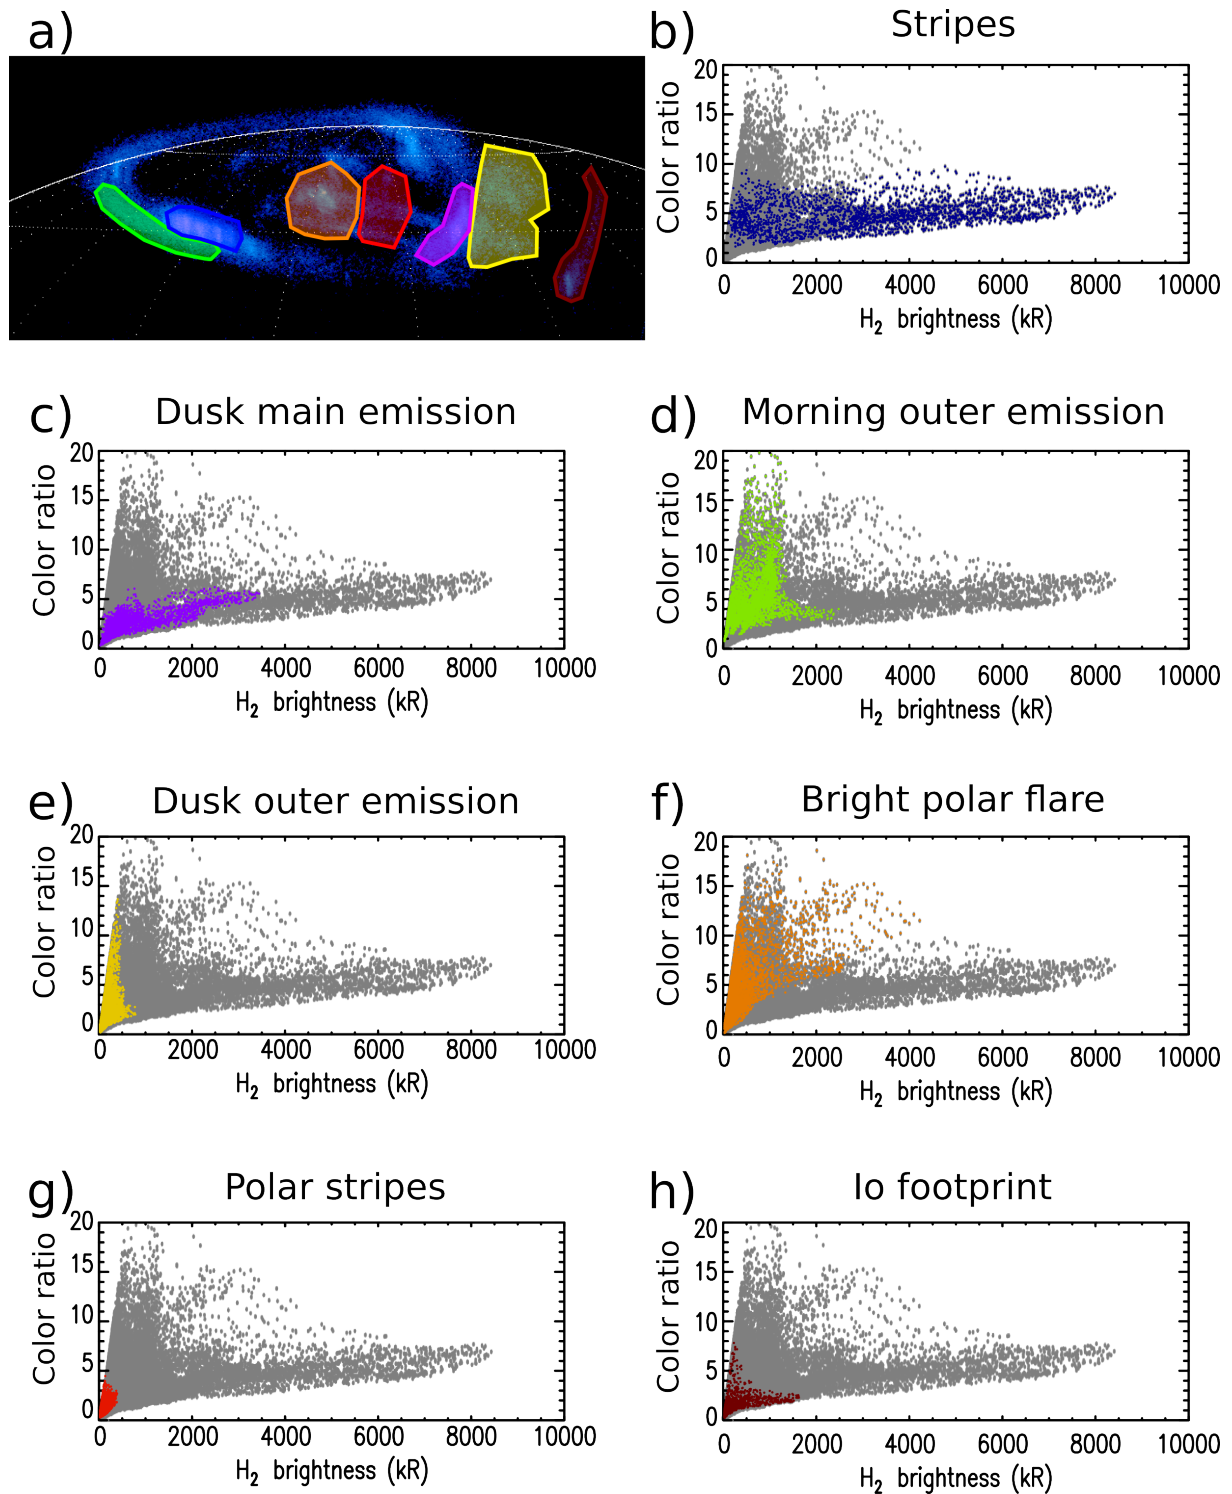 a)
b) Stripes
20
15
10
5
0
Color ratio
0 2000 4000 6000 8000 10000
H2 brightness (kR)
c) Dusk main emission
20
15
10
5
0
Color ratio
0 2000 4000 6000 8000 10000
H2 brightness (kR)
d) Morning outer emission
20
15
10
5
0
Color ratio
0 2000 4000 6000 8000 10000
H2 brightness (kR)
e) Dusk outer emission
20
15
10
5
0
Color ratio
0 2000 4000 6000 8000 10000
H2 brightness (kR)
f) Bright polar flare
20
15
10
5
0
Color ratio
0 2000 4000 6000 8000 10000
H2 brightness (kR)
g) Polar stripes
20
15
10
5
0
Color ratio
0 2000 4000 6000 8000 10000
H2 brightness (kR)
h) Io footprint
20
15
10
5
0
Color ratio
0 2000 4000 6000 8000 10000
H2 brightness (kR)